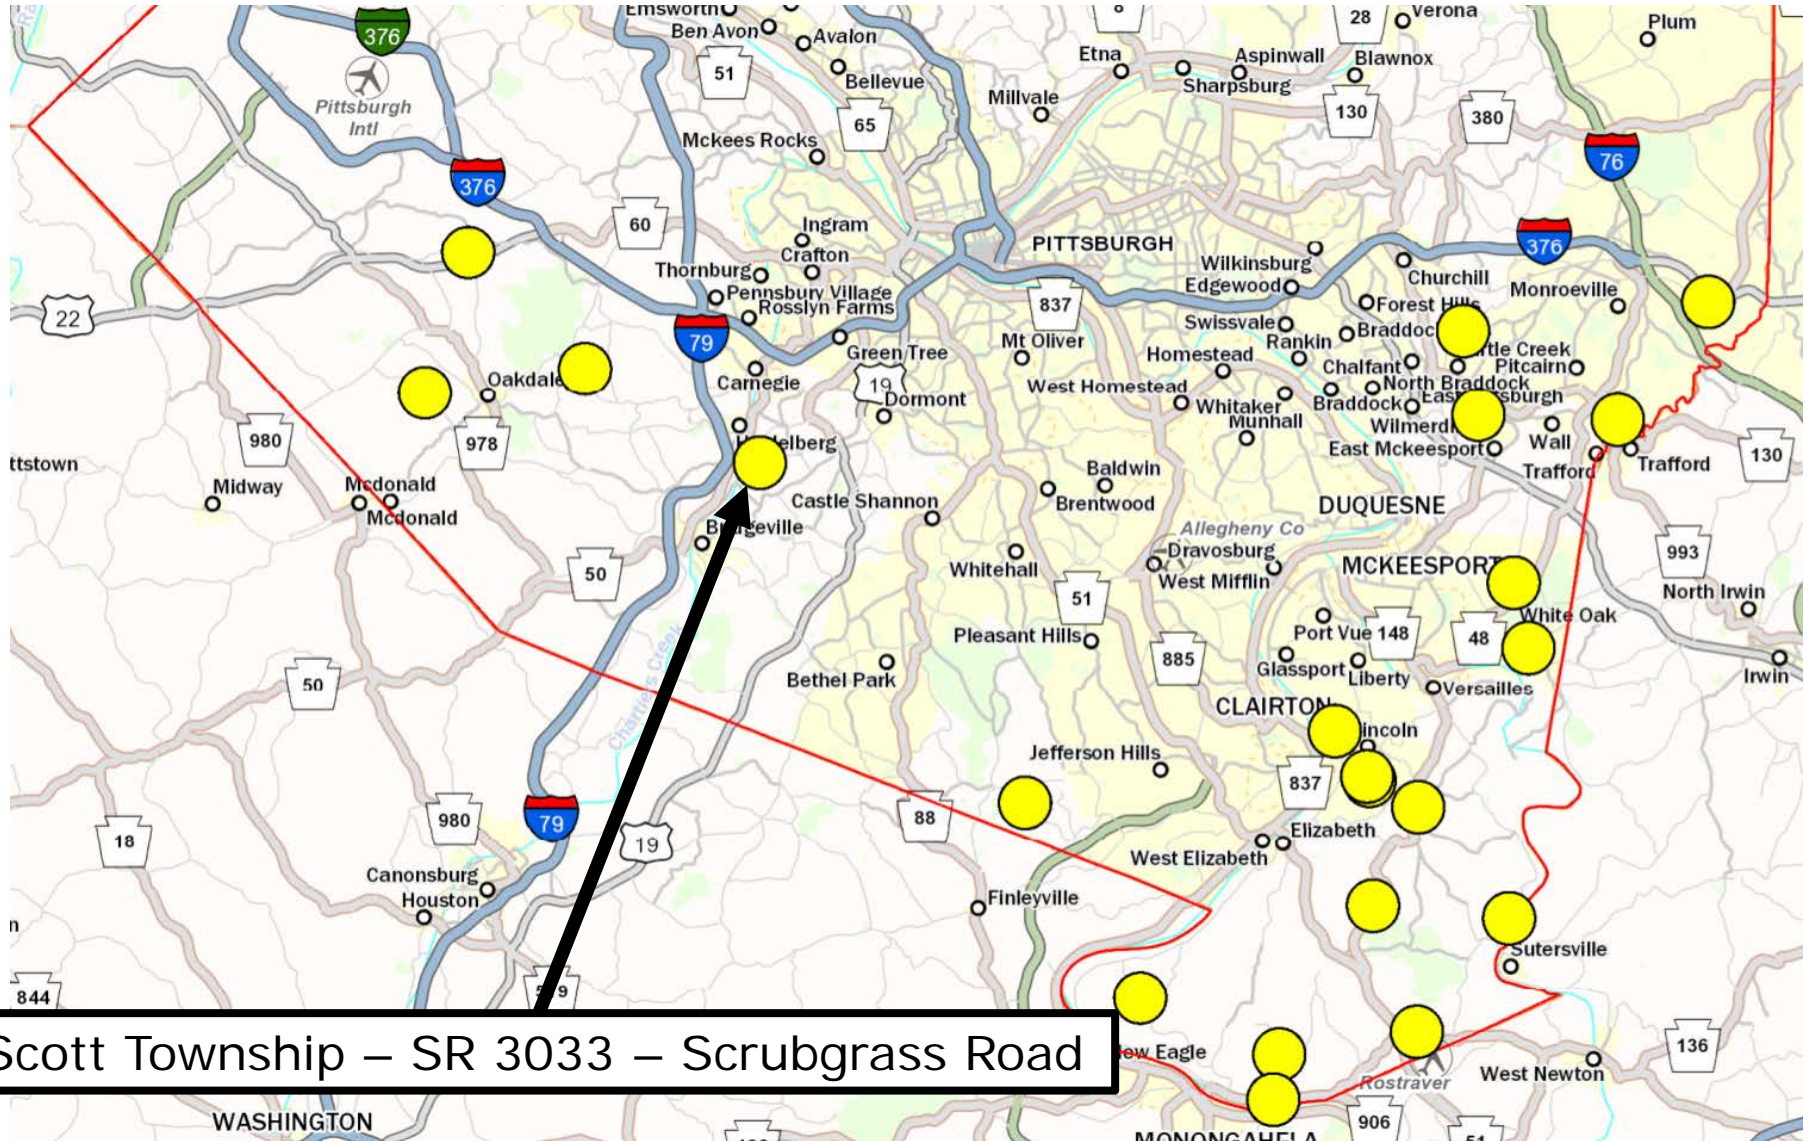 Emsworth
Ben Avon
Avalon
Bellevue
Etna
Aspinwall
Sharpsburg
Blawnox
Verona
Plum
8
28
376
51
65
130
380
76
Pittsburgh
Intl
Millvale
Mckees Rocks
376
60
Ingram
Crafton
Thornburg
Pennsbury Village
Rosslyn Farms
PITTSBURGH
Wilkinsburg
Edgewood
Churchill
376
Monroeville
Forest Hills
22
79
837
Swissvale
Rankin
Green Tree
Mt Oliver
Homestead
Chalfant
Pitcairn
Carnegie
19
Dormont
West Homestead
Whitaker
Munhall
North Braddock
Braddock
Oakdale
980
978
East Mckeesport
Wall
Trafford
Trafford
130
Midway
Mcdonald
Mcdonald
Castle Shannon
Baldwin
Brentwood
DUQUESNE
Allegheny Co
Dravosburg
West Mifflin
Whitehall
50
51
MCKEESPORT
993
North Irwin
White Oak
Port Vue
148
48
Pleasant Hills
885
Glassport
Liberty
Versailles
Irwin
Bethel Park
50
Chartiers Creek
CLAIRTON
Jefferson Hills
837
18
980
79
19
88
Elizabeth
West Elizabeth
Canonsburg
Houston
Finleyville
Sutersville
844
Scott Township – SR 3033 – Scrubgrass Road
136
West Newton
Rostraver
906
51
WASHINGTON
MONONGAHELA